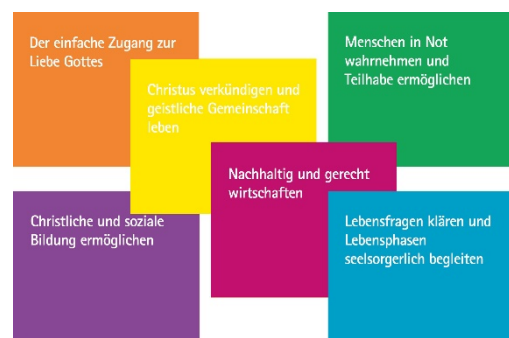 Der einfache Zugang zur
Liebe Gottes
Christus verkündigen und
geistliche Gemeinschaft
leben
Menschen in Not
wahrnehmen und
Teilhabe ermöglichen
Nachhaltig und gerecht
wirtschaften
Christliche und soziale
Bildung ermöglichen
Lebensfragen klären und
Lebensphasen
seelsorgerlich begleiten